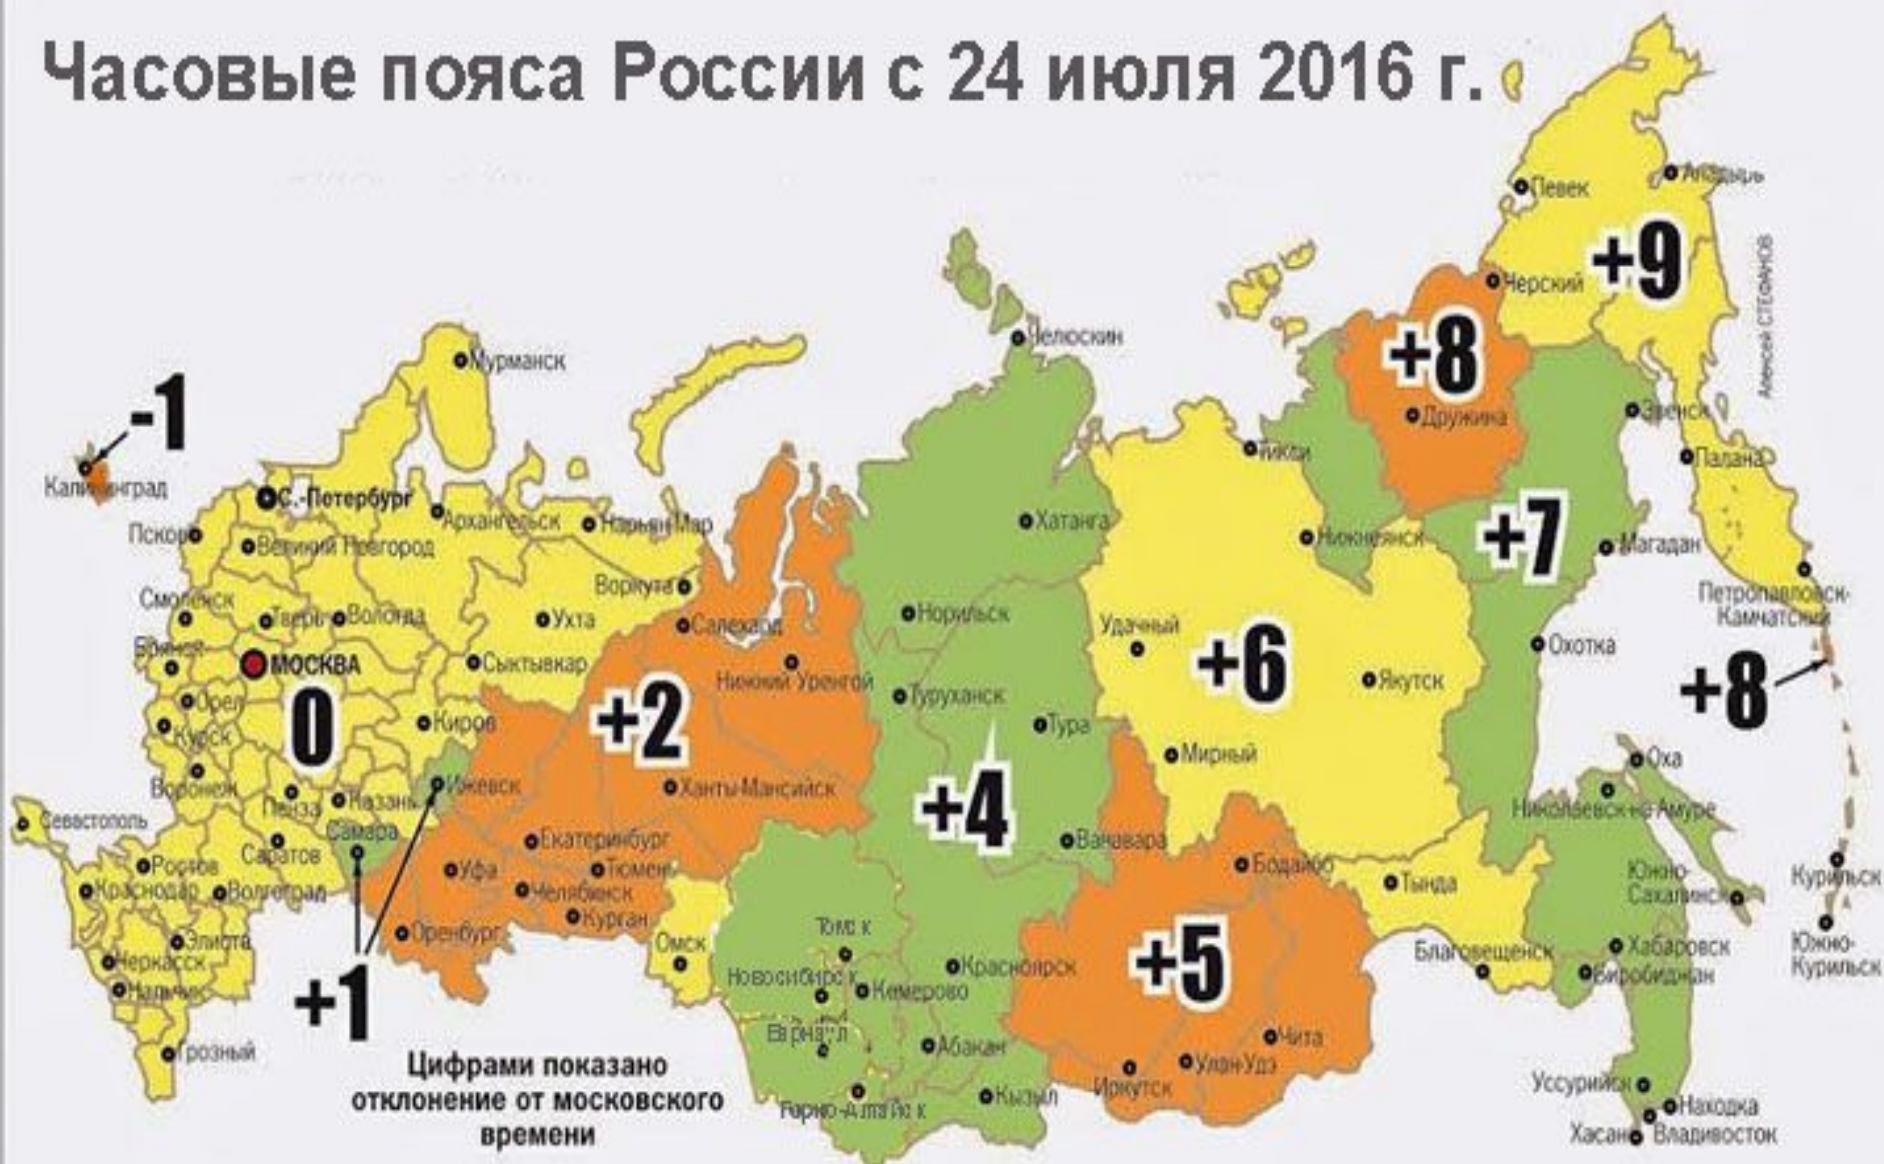 Часовые пояса России с 24 июля 2016 г.
Певек
Анадырь
+9
Алексей СТЕФАНОВ
Черский
+8
Челюскин
Мурманск
-1
Дружина
Эвенск
Тикси
Палана
Калининград
С.-Петербург
Архангельск
Нарьян-Мар
Хатанга
+7
Псков
Великий Новгород
Нижнеянск
Магадан
Воркута
Петропавловск-
Камчатский
Смоленск
Тверь
Вологда
Ухта
Салехард
Норильск
Удачный
Охотка
Брянск
МОСКВА
Сыктывкар
Нижний Уренгой
+6
Якутск
+8
Орел
0
Киров
+2
Туруханск
Тура
Курск
Мирный
Оха
Воронеж
Пенза
Казань
Ижевск
Ханты-Мансийск
+4
Николаевск-на-Амуре
Севастополь
Самара
Саратов
Екатеринбург
Ванавара
Ростов
Уфа
Тюмень
Бодайбо
Тында
Южно-
Сахалинск
Курильск
Краснодар
Волгоград
Челябинск
Курган
Элиста
Оренбург
Омск
Томск
+5
Благовещенск
Хабаровск
Южно-
Курильск
Черкасск
Новосибирск
Красноярск
Биробиджан
Нальчик
+1
Кемерово
Грозный
Барнаул
Абакан
Чита
Улан-Удэ
Иркутск
Горно-Алтайск
Кызыл
Уссурийск
Находка
Хасан
Владивосток
Цифрами показано
отклонение от московского
времени